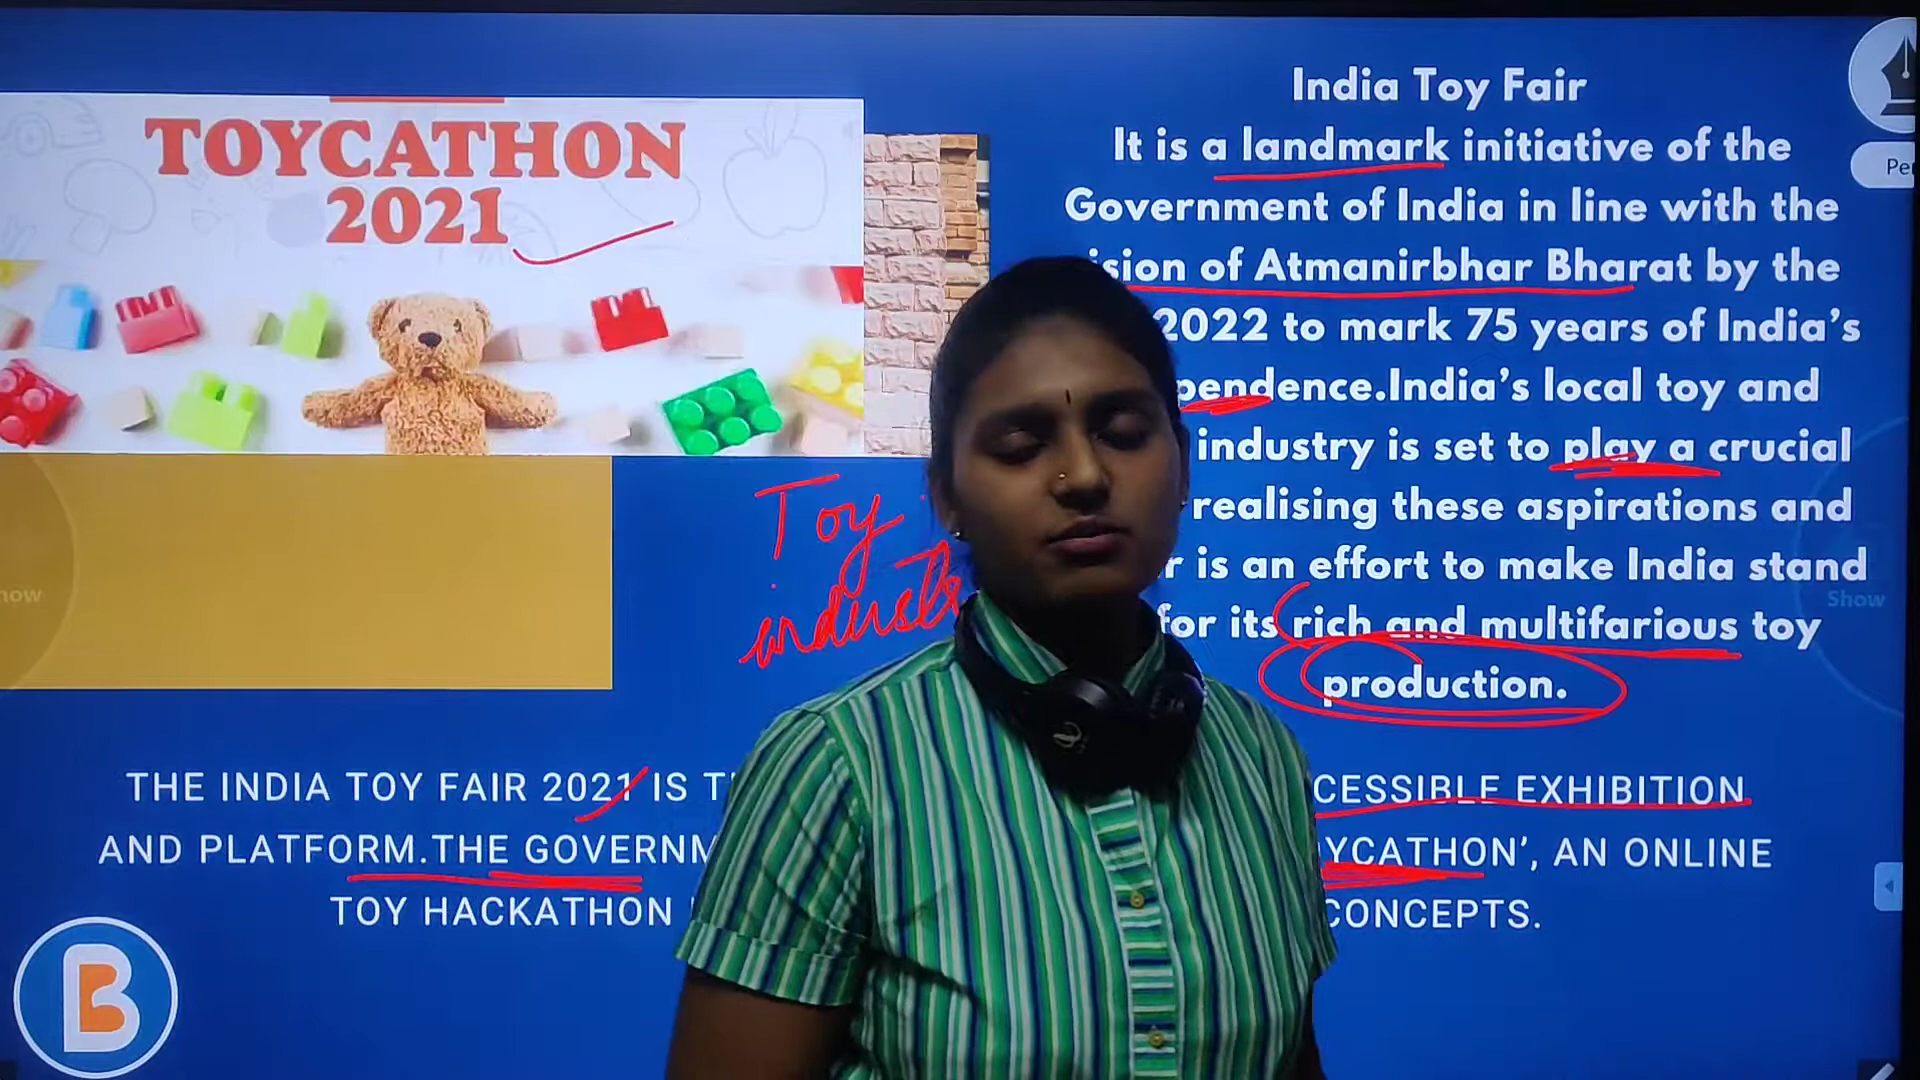 TOYCATHON
2021
India Toy Fair
It is a landmark initiative of the
Government of India in line with the
ision of Atmanirbhar Bharat by the
2022 to mark 75 years of India's
pendence.India's local toy and
industry is set to play a crucial
realising these aspirations and
r is an effort to make India stand
for its rich and multifarious toy
production.
Toy
industr
THE INDIA TOY FAIR 2021 IS T CESSIBLE EXHIBITION
AND PLATFORM.THE GOVERNM YCATHON', AN ONLINE
TOY HACKATHON CONCEPTS.
Pe
Show
how
B